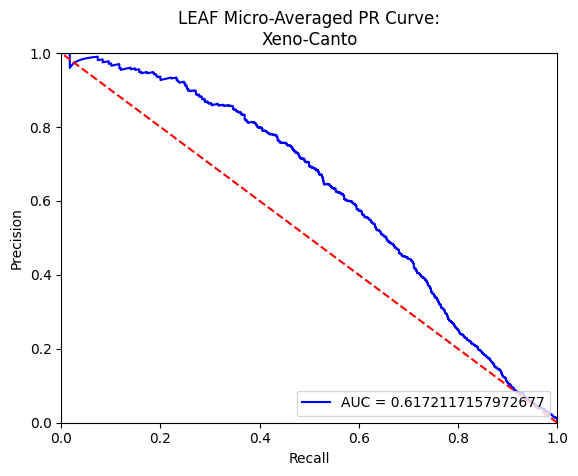 LEAF Micro-Averaged PR Curve:
Xeno-Canto
1.0
0.8
0.6
0.4
0.2
0.0
Precision
AUC = 0.6172117157972677
0.0 0.2 0.4 0.6 0.8 1.0
Recall